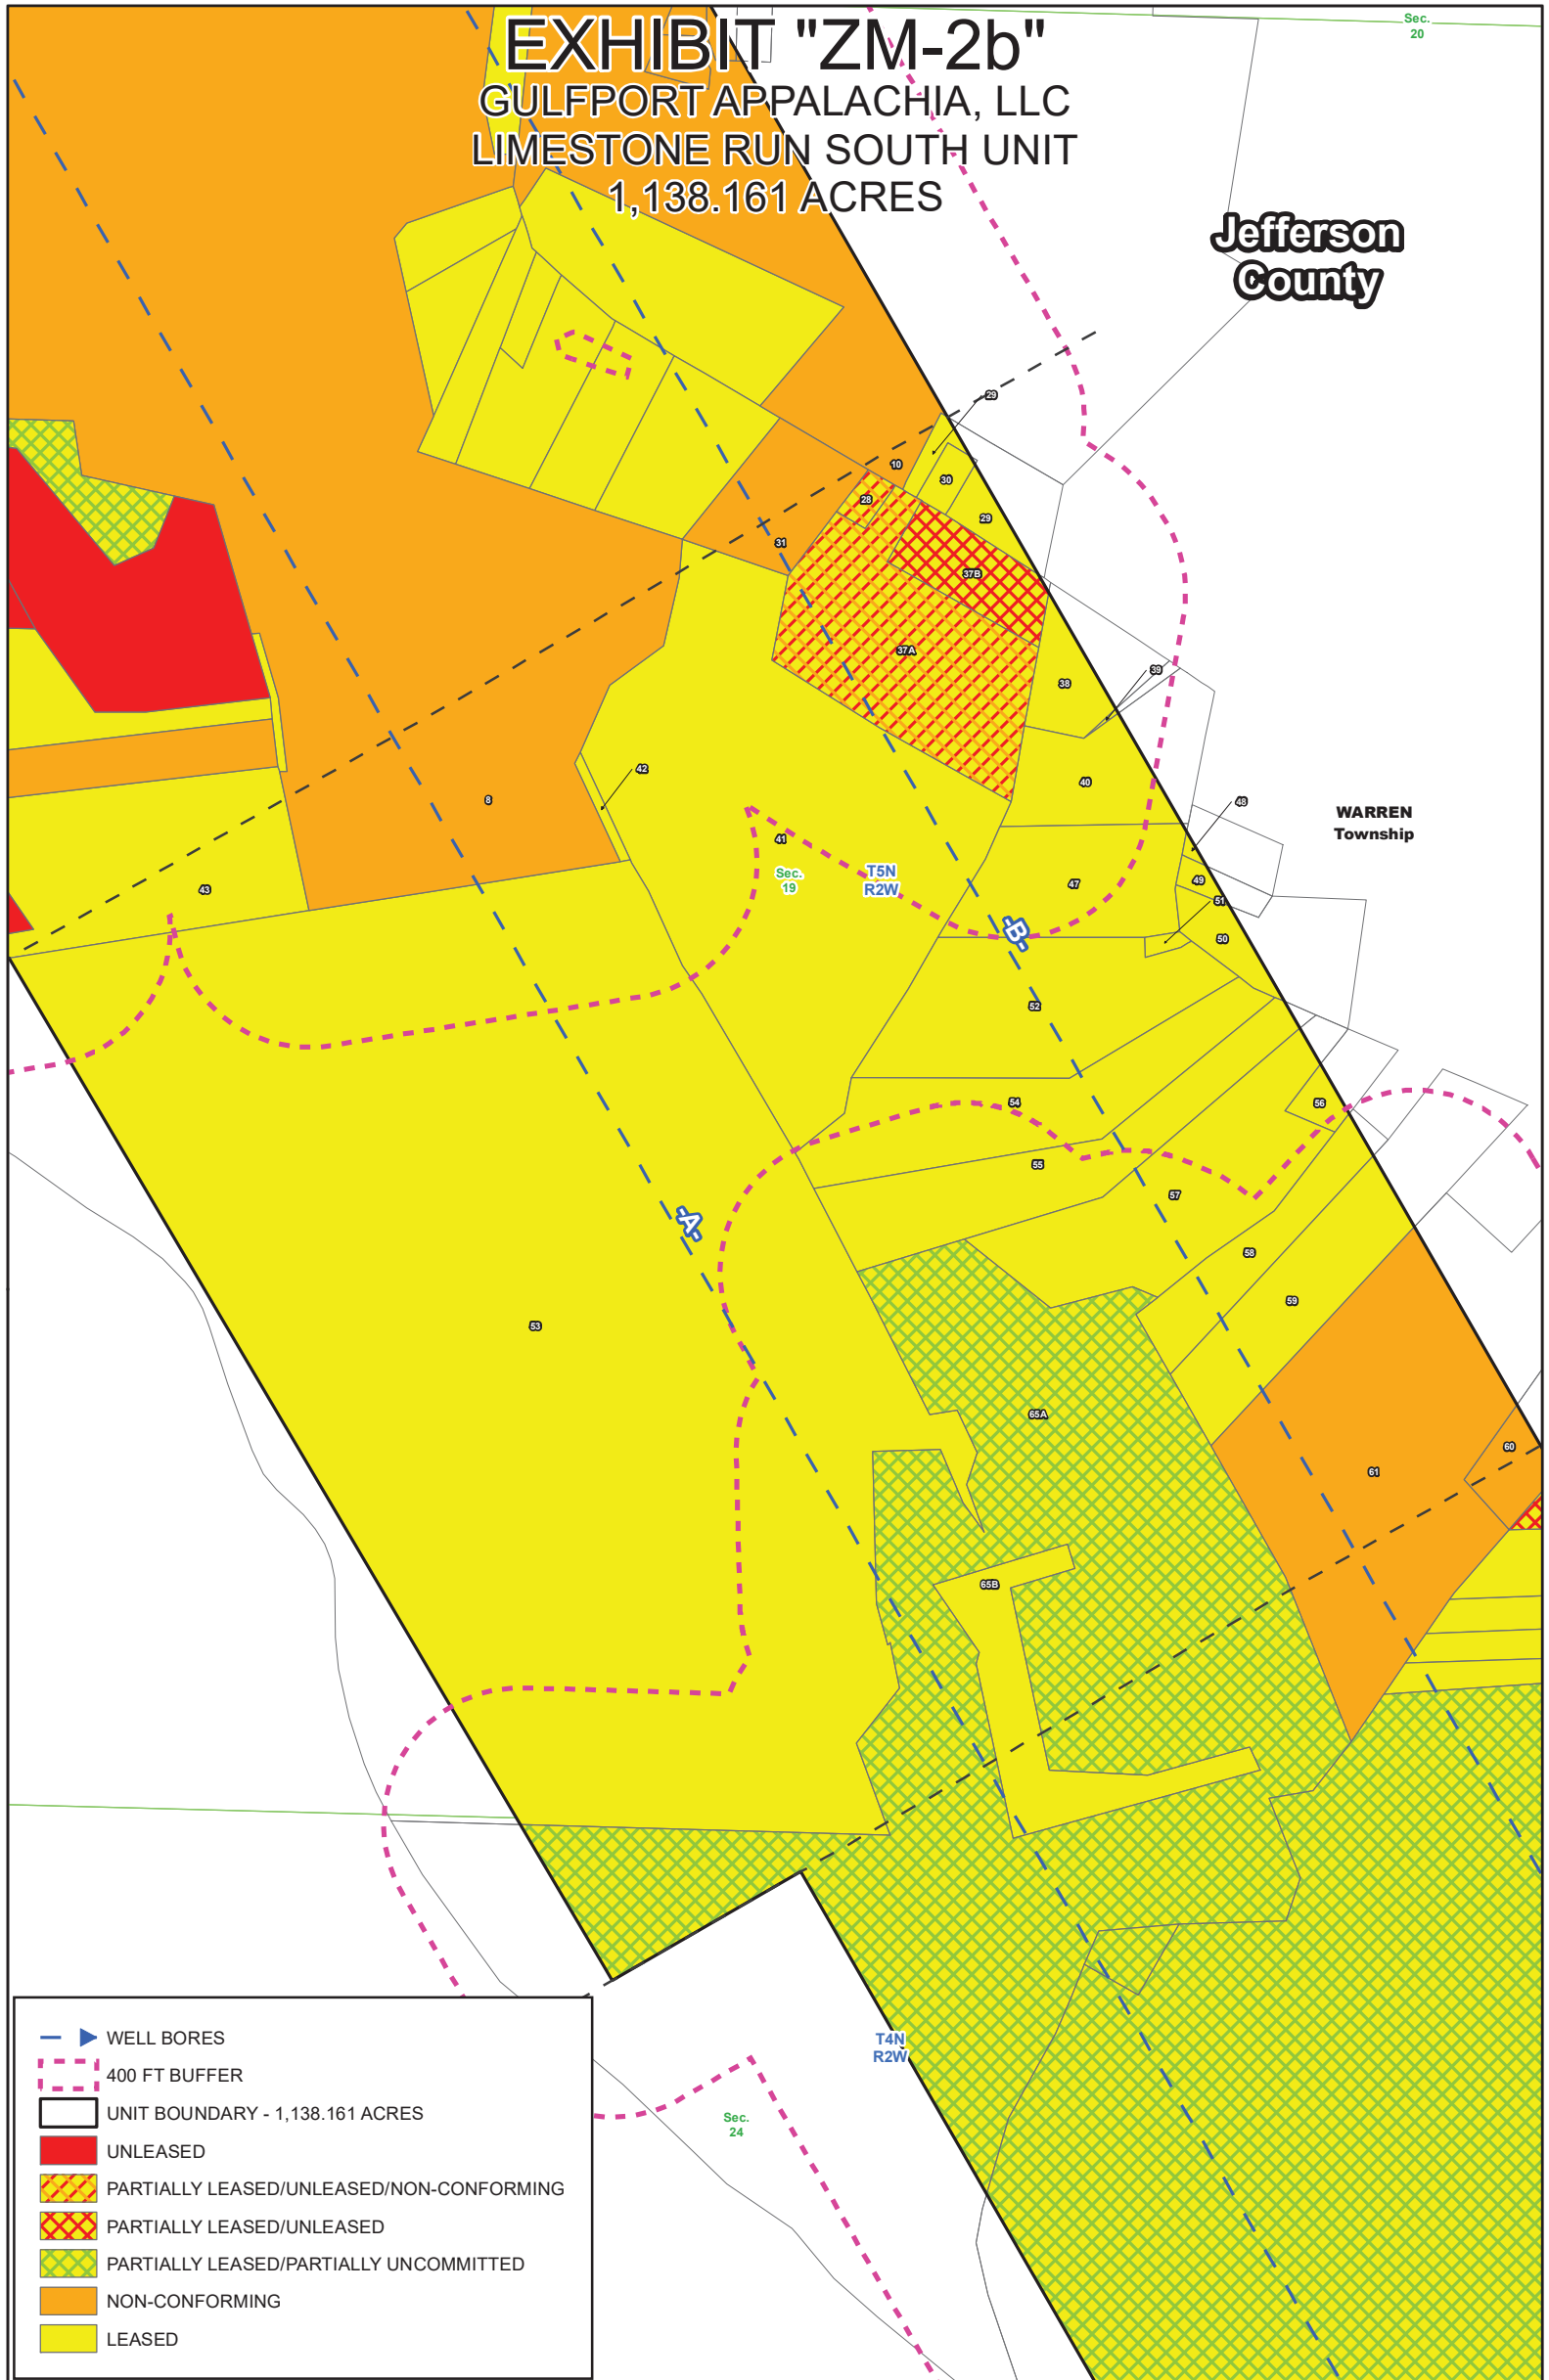 EXHIBIT "ZM-2b"
GULFPORT APPALACHIA, LLC
LIMESTONE RUN SOUTH UNIT
1,138.161 ACRES
Sec.
20
Jefferson
County
29
10
30
28
29
31
37B
37A
39
38
42
40
8
48
WARREN
Township
41
Sec.
19
T5N
R2W
47
49
43
51
50
-B-
52
54
56
55
57
-A-
58
59
53
65A
60
61
65B
T4N
R2W
Sec.
24
WELL BORES
400 FT BUFFER
UNIT BOUNDARY - 1,138.161 ACRES
UNLEASED
PARTIALLY LEASED/UNLEASED/NON-CONFORMING
PARTIALLY LEASED/UNLEASED
PARTIALLY LEASED/PARTIALLY UNCOMMITTED
NON-CONFORMING
LEASED